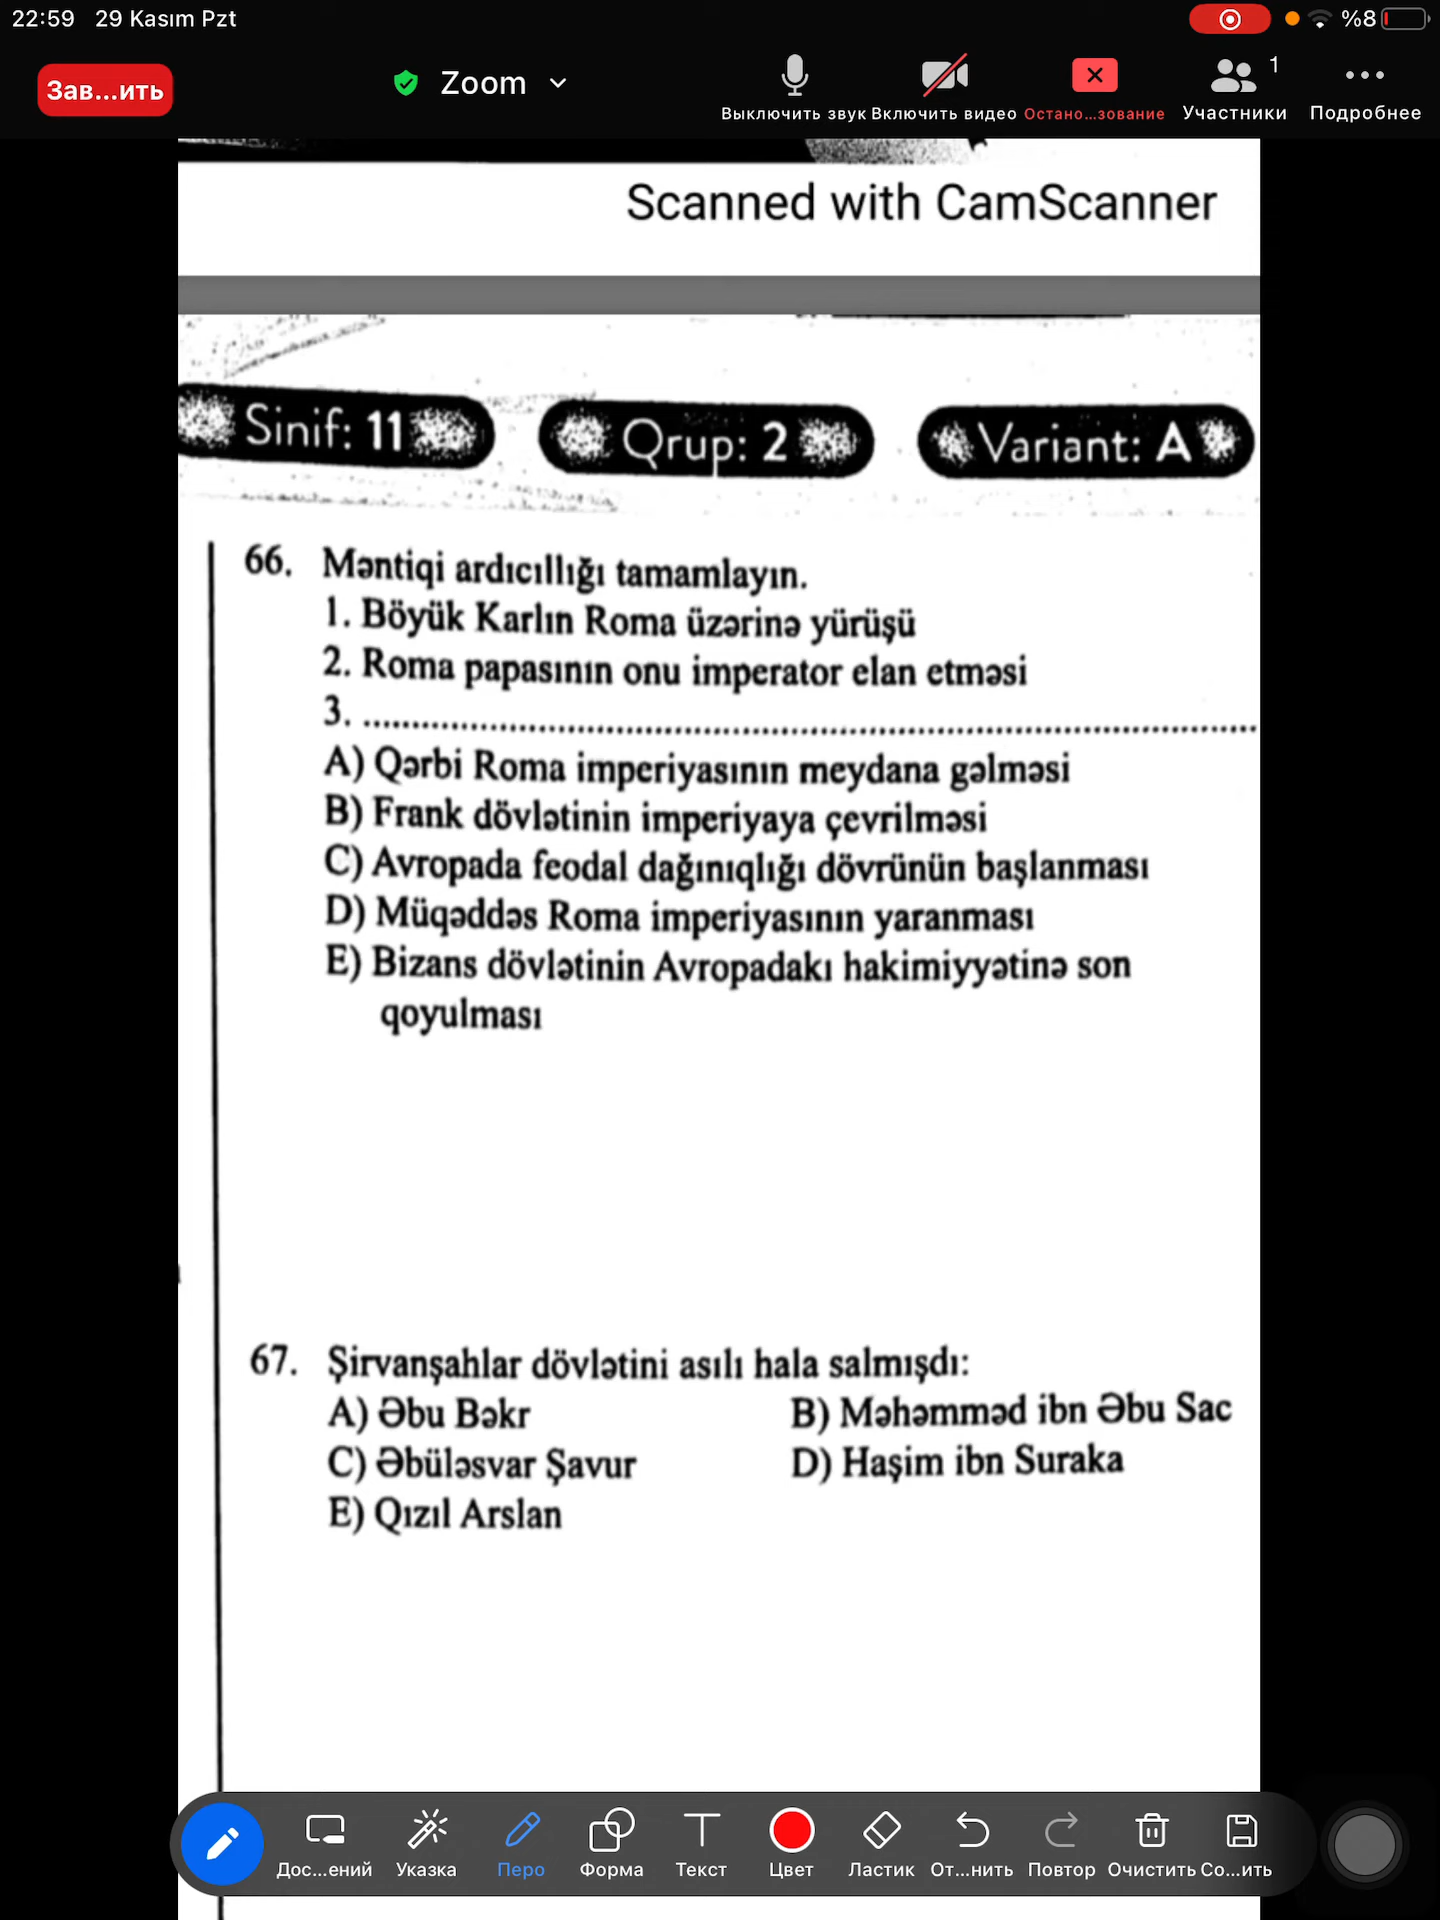 22:59 29 Kasım Pzt
%8
Зав...ить
Zoom
1
Выключить звук
Включить видео
Остано...зование
Участники
Подробнее
Scanned with CamScanner
Sinif: 11
Qrup: 2
Variant: A
66. Məntiqi ardıcıllığı tamamlayın.
1. Böyük Karlın Roma üzərinə yürüşü
2. Roma papasının onu imperator elan etməsi
3. ................................................................................
A) Qərbi Roma imperiyasının meydana gəlməsi
B) Frank dövlətinin imperiyaya çevrilməsi
C) Avropada feodal dağınıqlığı dövrünün başlanması
D) Müqəddəs Roma imperiyasının yaranması
E) Bizans dövlətinin Avropadakı hakimiyyətinə son
qoyulması
67. Şirvanşahlar dövlətini asılı hala salmışdı:
A) Əbu Bəkr B) Məhəmməd ibn Əbu Sac
C) Əbüləsvar Şavur D) Haşim ibn Suraka
E) Qızıl Arslan
Дос...ений
Указка
Перо
Форма
Текст
Цвет
Ластик
От...нить
Повтор
Очистить
Со...ить